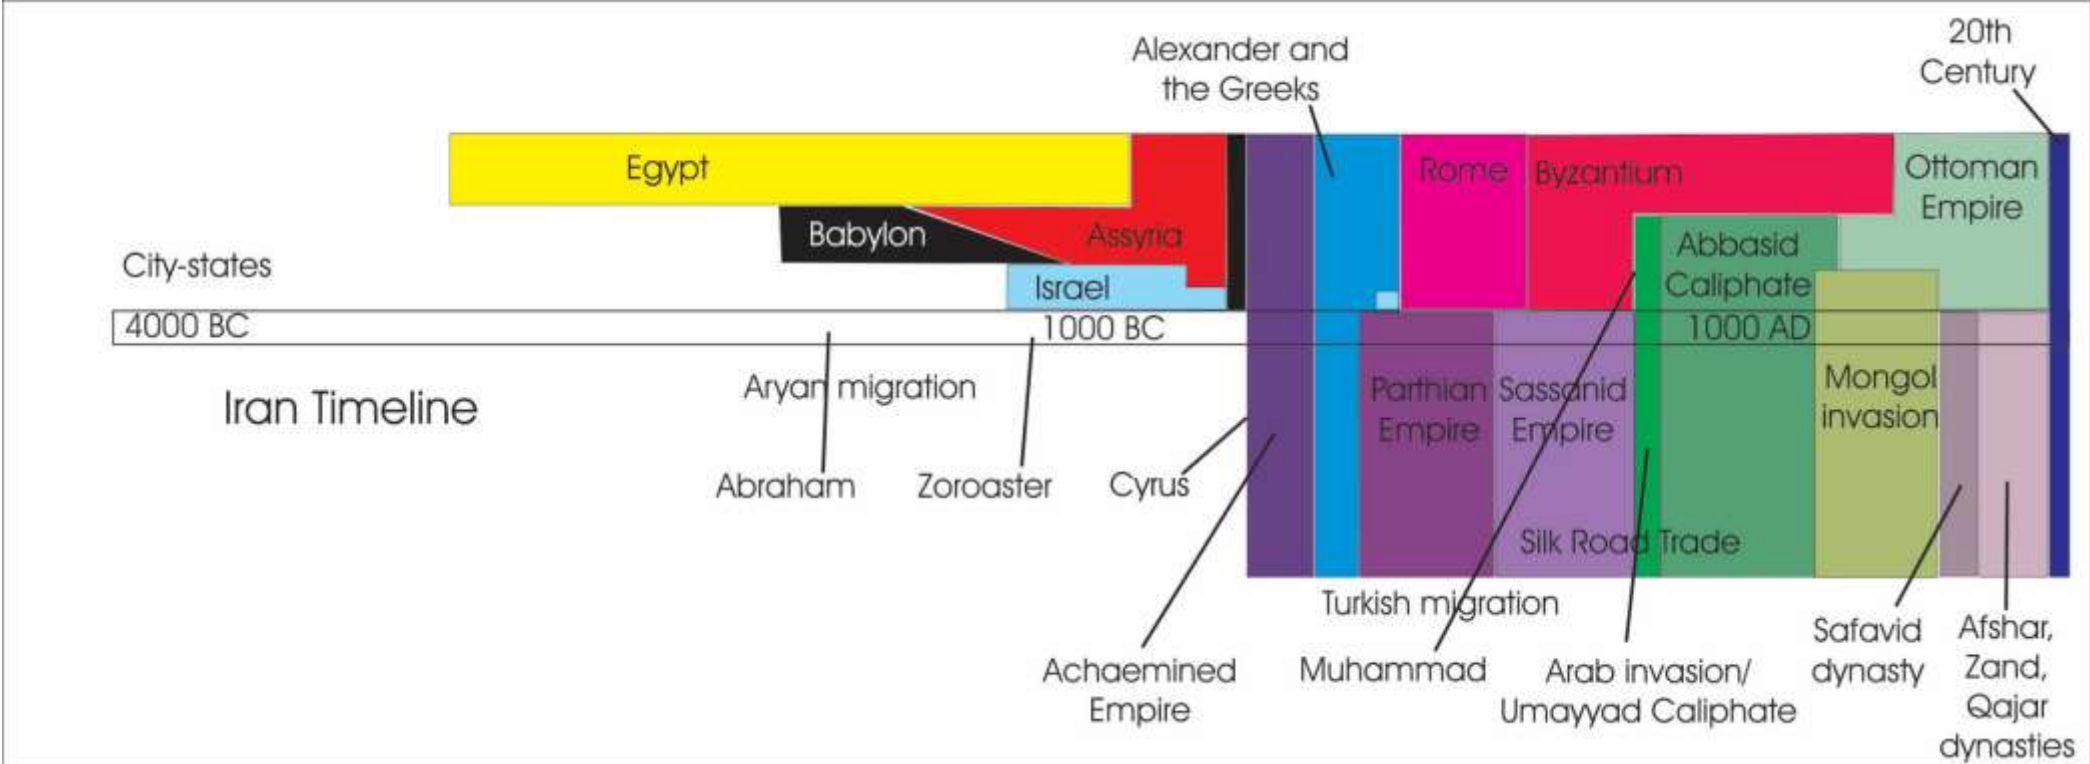 Alexander and
the Greeks
20th
Century
Egypt
Rome
Byzantium
Ottoman
Empire
Babylon
Assyria
Abbasid
Caliphate
City-states
Israel
4000 BC
1000 BC
1000 AD
Iran Timeline
Aryan migration
Parthian
Empire
Sassanid
Empire
Mongol
invasion
Abraham
Zoroaster
Cyrus
Silk Road Trade
Turkish migration
Achaemined
Empire
Muhammad
Arab invasion/
Umayyad Caliphate
Safavid
dynasty
Afshar,
Zand,
Qajar
dynasties